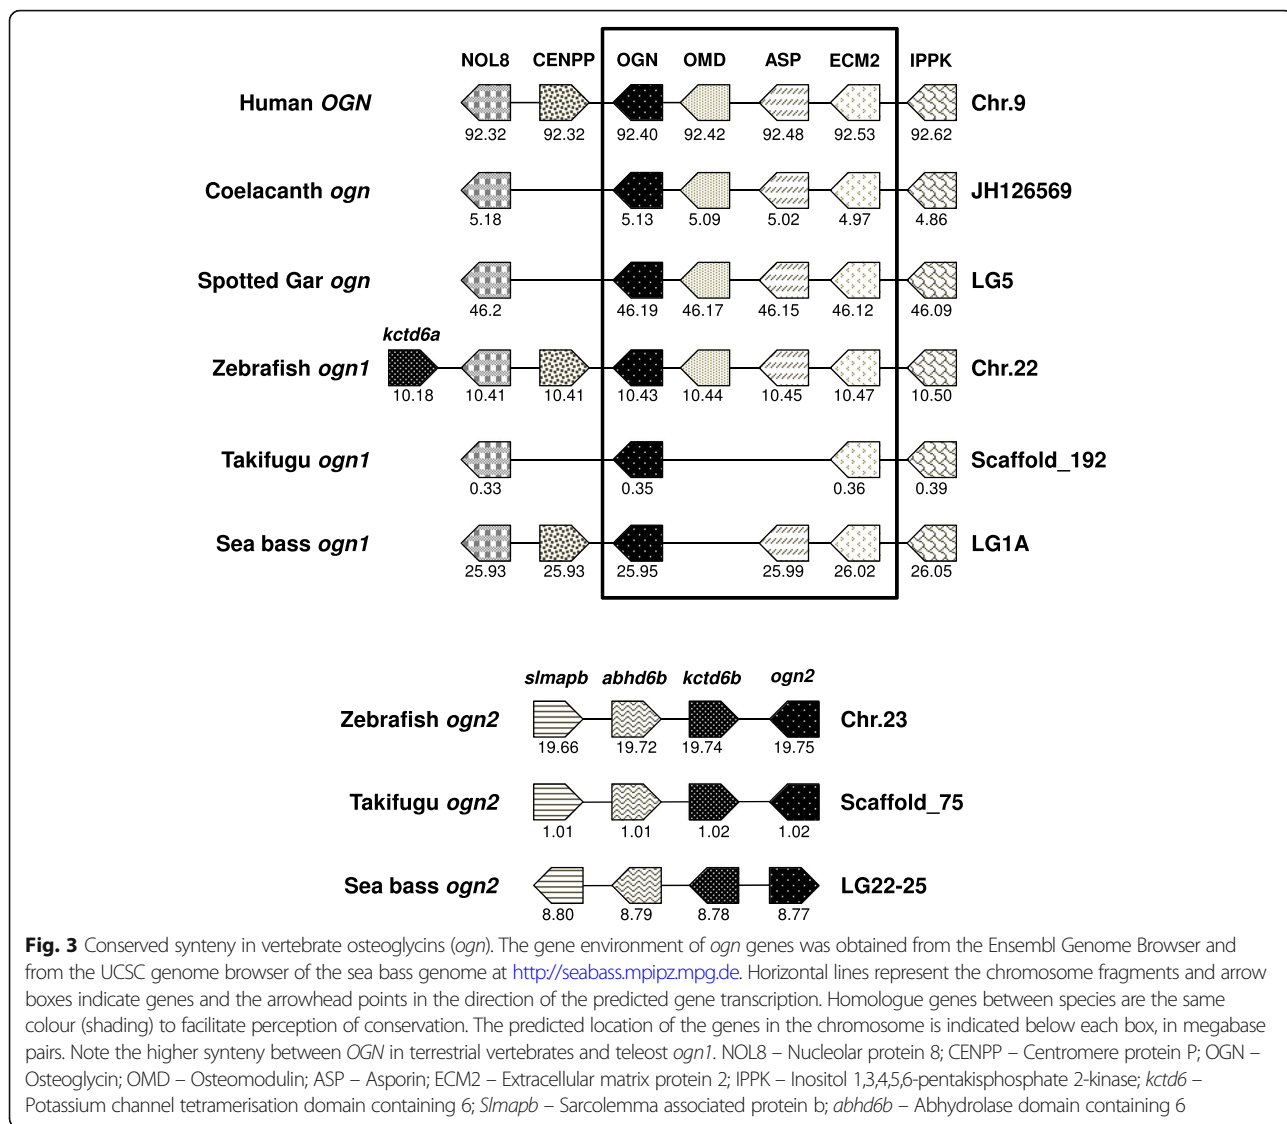 NOL8 CENPP OGN OMD ASP ECM2 IPPK
Human OGN Chr.9
92.32 92.32 92.40 92.42 92.48 92.53 92.62
Coelacanth ogn JH126569
5.18 5.13 5.09 5.02 4.97 4.86
Spotted Gar ogn LG5
46.2 46.19 46.17 46.15 46.12 46.09
kctd6a
Zebrafish ogn1 Chr.22
10.18 10.41 10.41 10.43 10.44 10.45 10.47 10.50
Takifugu ogn1 Scaffold_192
0.33 0.35 0.36 0.39
Sea bass ogn1 LG1A
25.93 25.93 25.95 25.99 26.02 26.05
slmapb abhd6b kctd6b ogn2
Zebrafish ogn2 Chr.23
19.66 19.72 19.74 19.75
Takifugu ogn2 Scaffold_75
1.01 1.01 1.02 1.02
Sea bass ogn2 LG22-25
8.80 8.79 8.78 8.77
Fig. 3 Conserved synteny in vertebrate osteoglycins (ogn). The gene environment of ogn genes was obtained from the Ensembl Genome Browser and
from the UCSC genome browser of the sea bass genome at http://seabass.mpipz.mpg.de. Horizontal lines represent the chromosome fragments and arrow
boxes indicate genes and the arrowhead points in the direction of the predicted gene transcription. Homologue genes between species are the same
colour (shading) to facilitate perception of conservation. The predicted location of the genes in the chromosome is indicated below each box, in megabase
pairs. Note the higher synteny between OGN in terrestrial vertebrates and teleost ogn1. NOL8 – Nucleolar protein 8; CENPP – Centromere protein P; OGN –
Osteoglycin; OMD – Osteomodulin; ASP – Asporin; ECM2 – Extracellular matrix protein 2; IPPK – Inositol 1,3,4,5,6-pentakisphosphate 2-kinase; kctd6 –
Potassium channel tetramerisation domain containing 6; Slmapb – Sarcolemma associated protein b; abhd6b – Abhydrolase domain containing 6